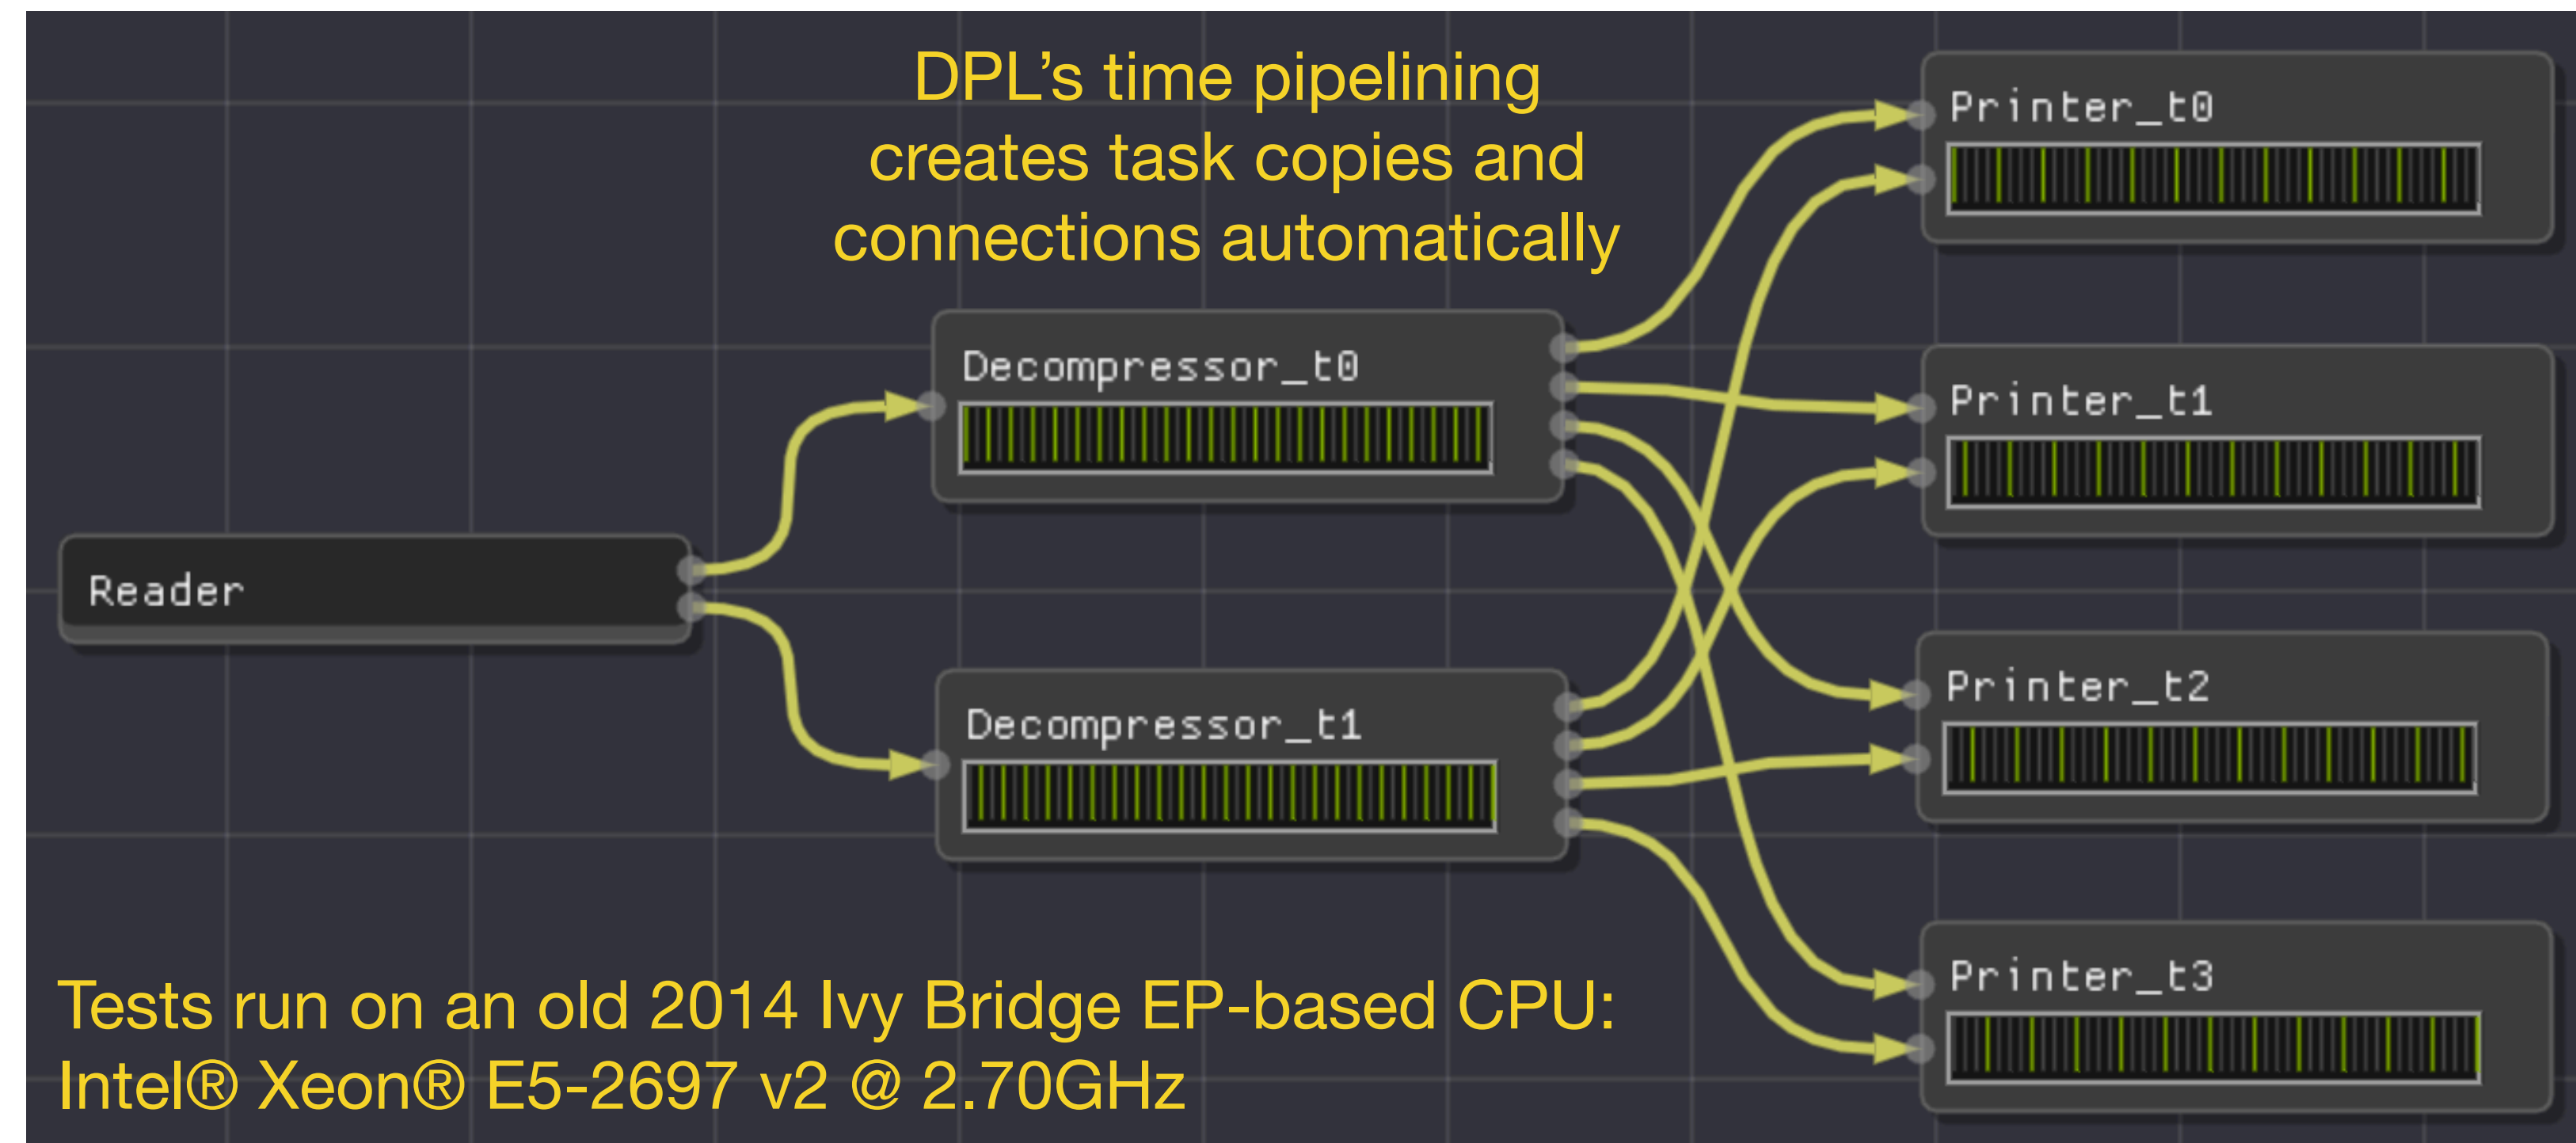 DPL's time pipelining
creates task copies and
connections automatically
Printer_t0
Decompressor_t0
Printer_t1
Reader
Decompressor_t1
Printer_t2
Printer_t3
Tests run on an old 2014 Ivy Bridge EP-based CPU:
Intel® Xeon® E5-2697 v2 @ 2.70GHz